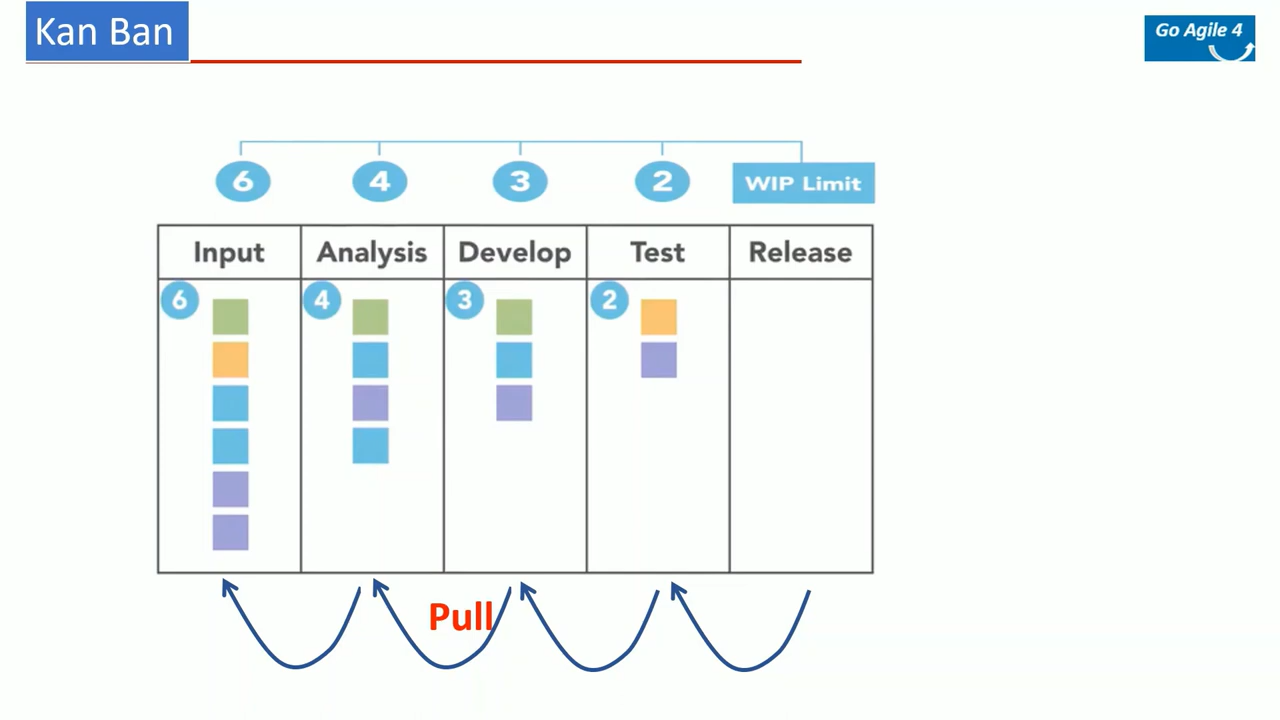 Kan Ban
Go Agile 4
6 4 3 2 WIP Limit
Input Analysis Develop Test Release
6 4 3 2
Pull